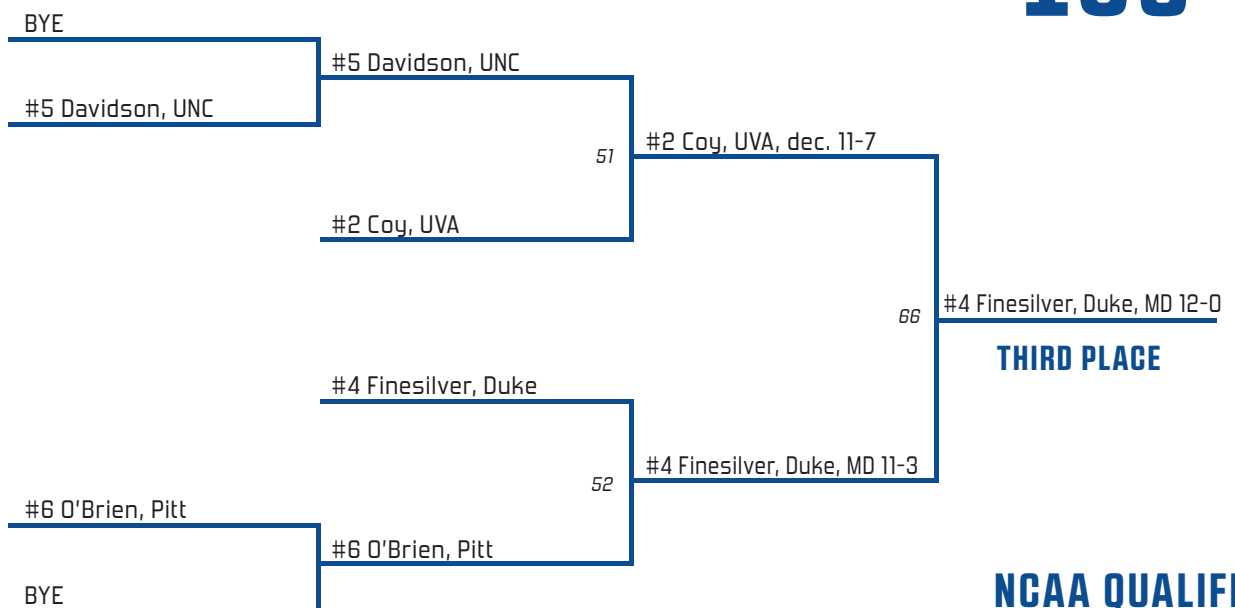 BYE
#5 Davidson, UNC
#5 Davidson, UNC
51
#2 Coy, UVA, dec. 11-7
#2 Coy, UVA
66
#4 Finesilver, Duke, MD 12-0
THIRD PLACE
#4 Finesilver, Duke
#4 Finesilver, Duke, MD 11-3
52
#6 O'Brien, Pitt
#6 O'Brien, Pitt
BYE
NCAA QUALIFI